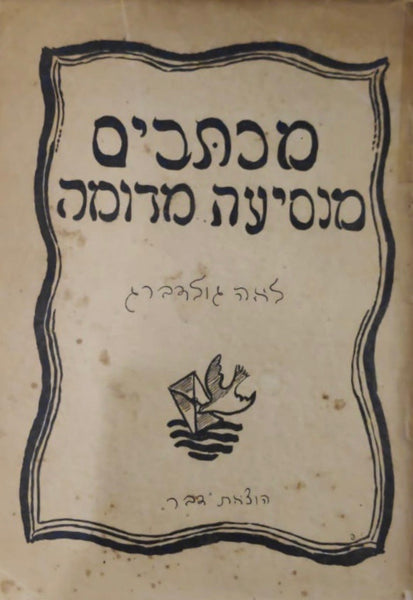 מכתבים
מנסיעה מדומה
לאה גולדברג
הוצאת דבר